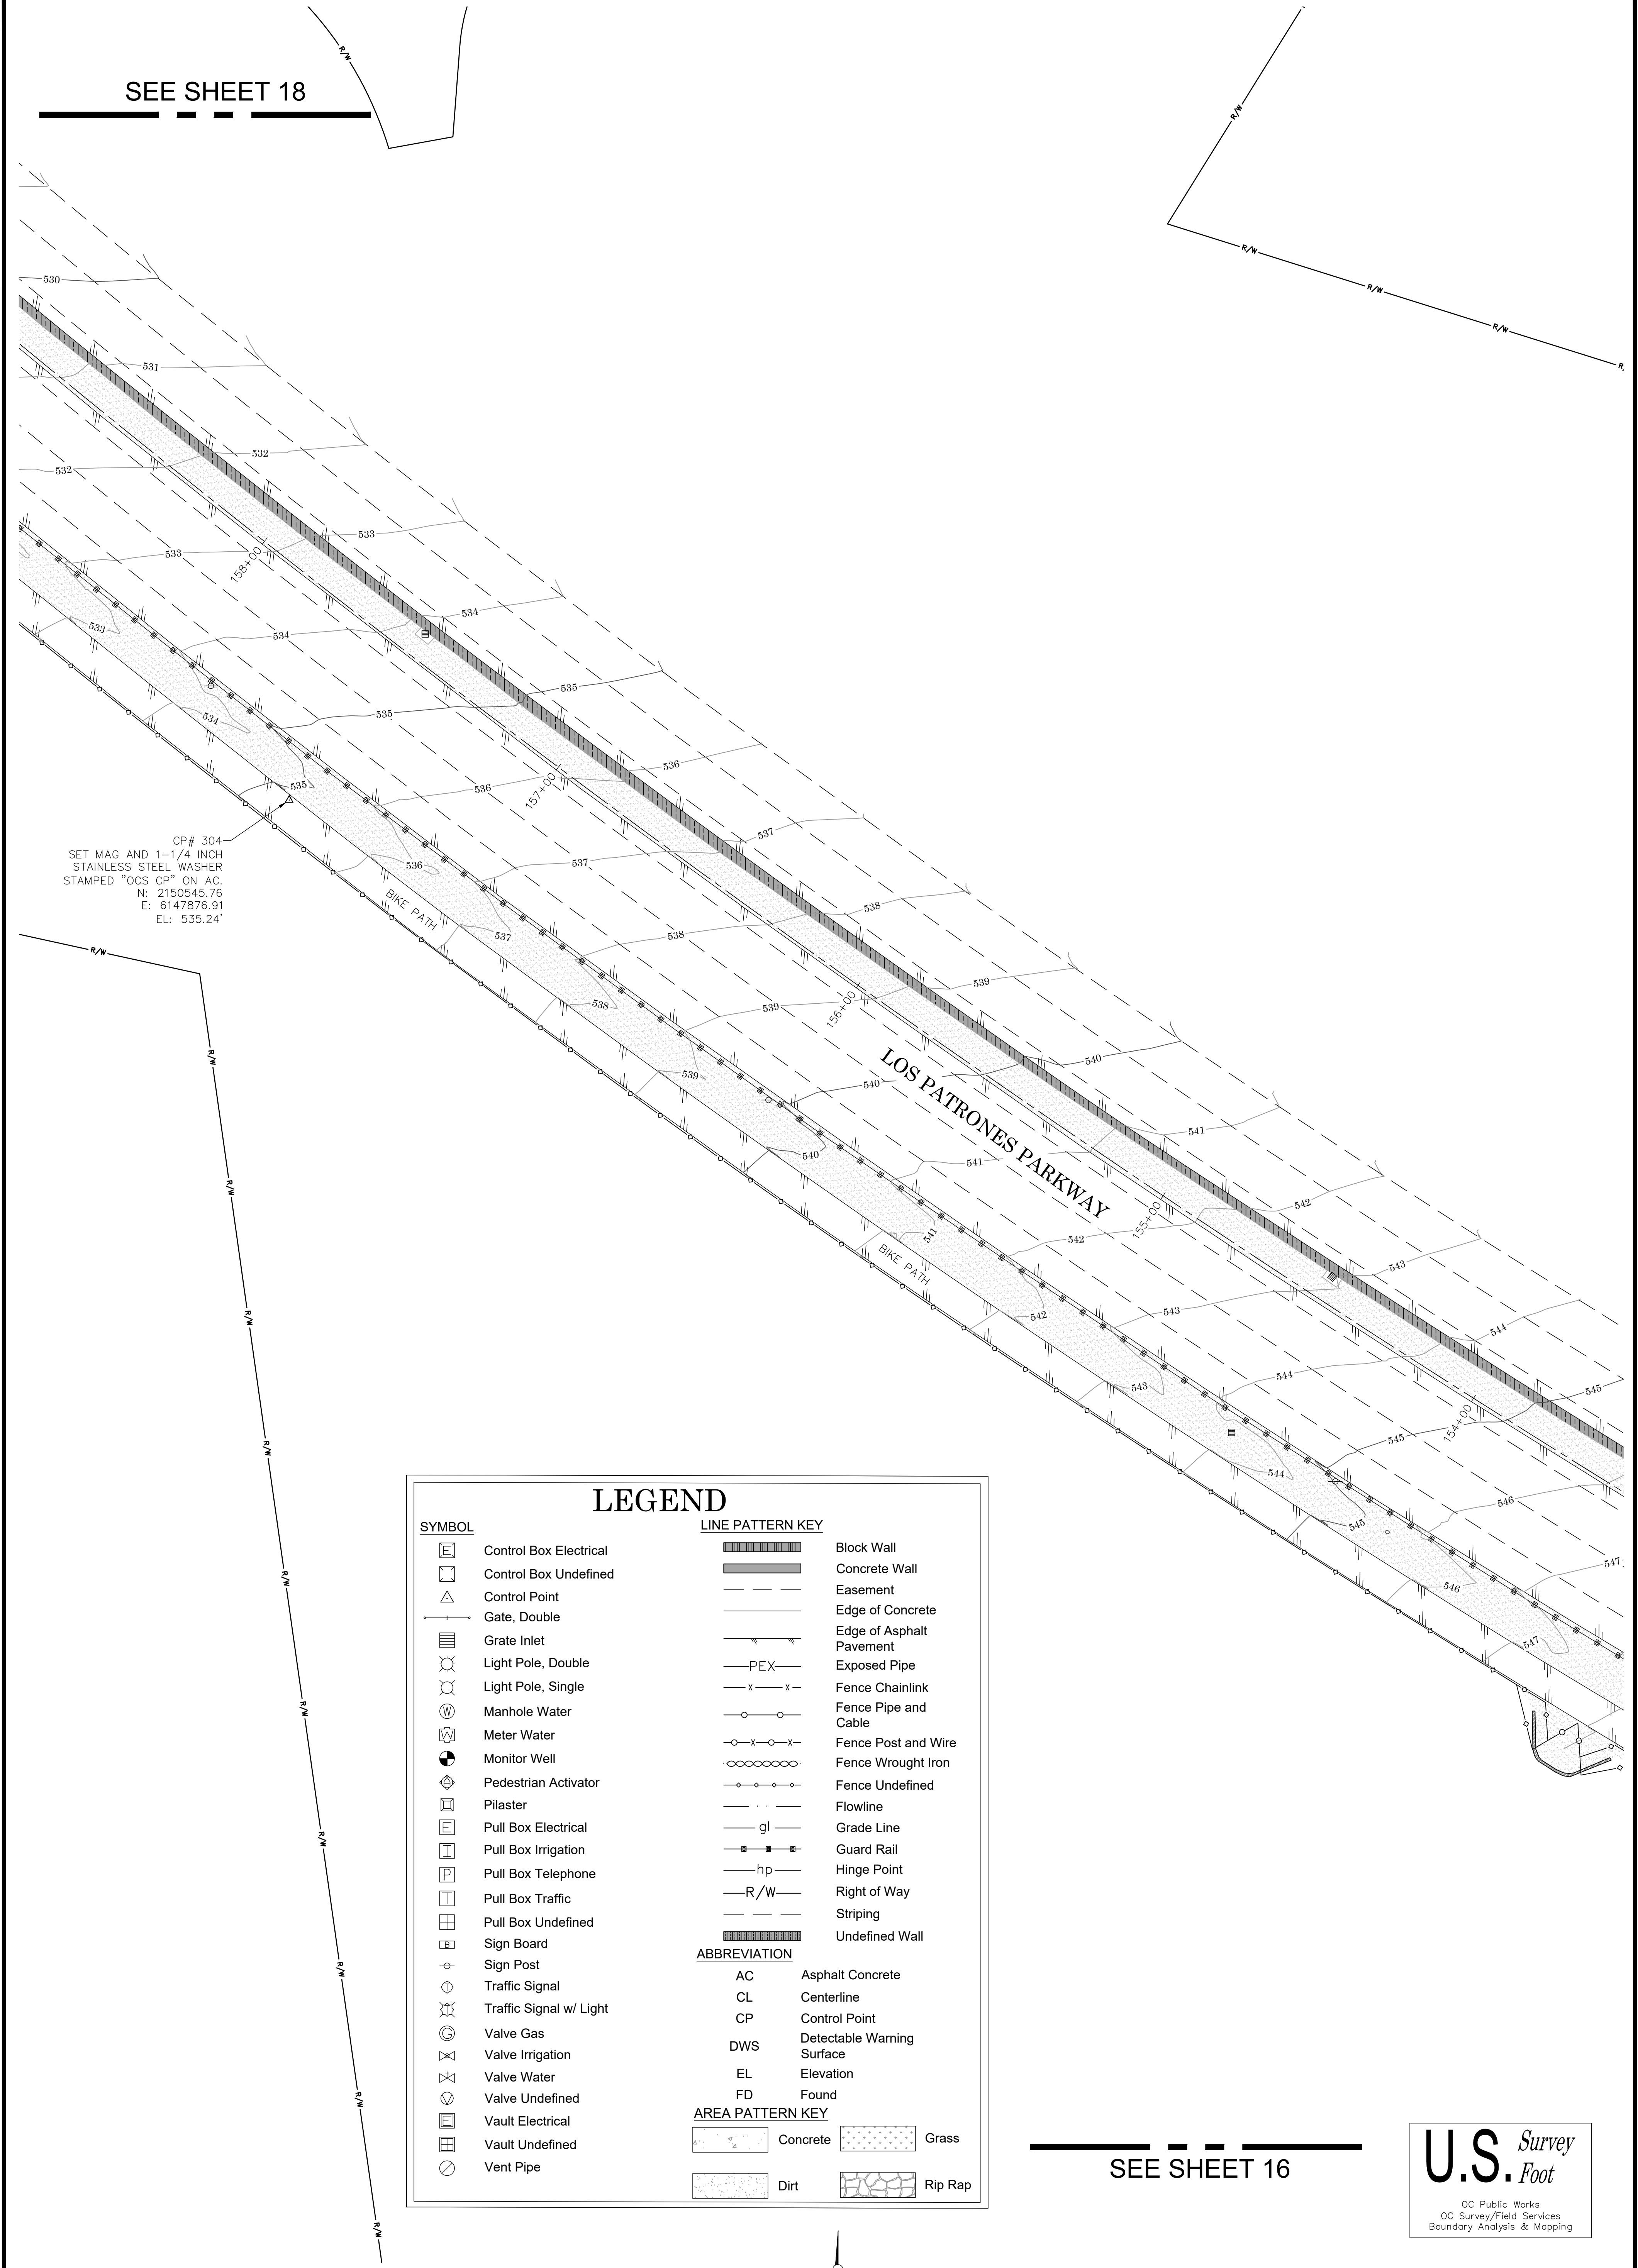 SEE SHEET 18
R/W
R/W
R/W
R/W
R/W
530
531
532
532
533
533
158+00
534
534
533
535
535
534
536
536
157+00
535
537
537
536
538
538
537
539
539
156+00
538
540
540
539
541
541
540
542
542
155+00
541
543
543
542
544
544
543
545
545
154+00
544
546
545
547
546
547
CP# 304
SET MAG AND 1-1/4 INCH
STAINLESS STEEL WASHER
STAMPED "OCS CP" ON AC.
N: 2150545.76
E: 6147876.91
EL: 535.24'
BIKE PATH
LOS PATRONES PARKWAY
BIKE PATH
R/W
R/W
R/W
R/W
R/W
R/W
R/W
R/W
R/W
R/W
R/W
LEGEND
SYMBOL
E Control Box Electrical
Control Box Undefined
Control Point
Gate, Double
Grate Inlet
Light Pole, Double
Light Pole, Single
W Manhole Water
W Meter Water
Monitor Well
A Pedestrian Activator
Pilaster
E Pull Box Electrical
I Pull Box Irrigation
P Pull Box Telephone
T Pull Box Traffic
Pull Box Undefined
B Sign Board
Sign Post
T Traffic Signal
T Traffic Signal w/ Light
G Valve Gas
Valve Irrigation
Valve Water
V Valve Undefined
E Vault Electrical
Vault Undefined
Vent Pipe
LINE PATTERN KEY
Block Wall
Concrete Wall
Easement
Edge of Concrete
Edge of Asphalt
Pavement
PEX Exposed Pipe
x x Fence Chainlink
Fence Pipe and
Cable
x x Fence Post and Wire
Fence Wrought Iron
Fence Undefined
Flowline
gl Grade Line
Guard Rail
hp Hinge Point
R/W Right of Way
Striping
Undefined Wall
ABBREVIATION
AC Asphalt Concrete
CL Centerline
CP Control Point
DWS Detectable Warning
Surface
EL Elevation
FD Found
AREA PATTERN KEY
Concrete Grass
Dirt Rip Rap
SEE SHEET 16
U.S. Survey
Foot
OC Public Works
OC Survey/Field Services
Boundary Analysis & Mapping